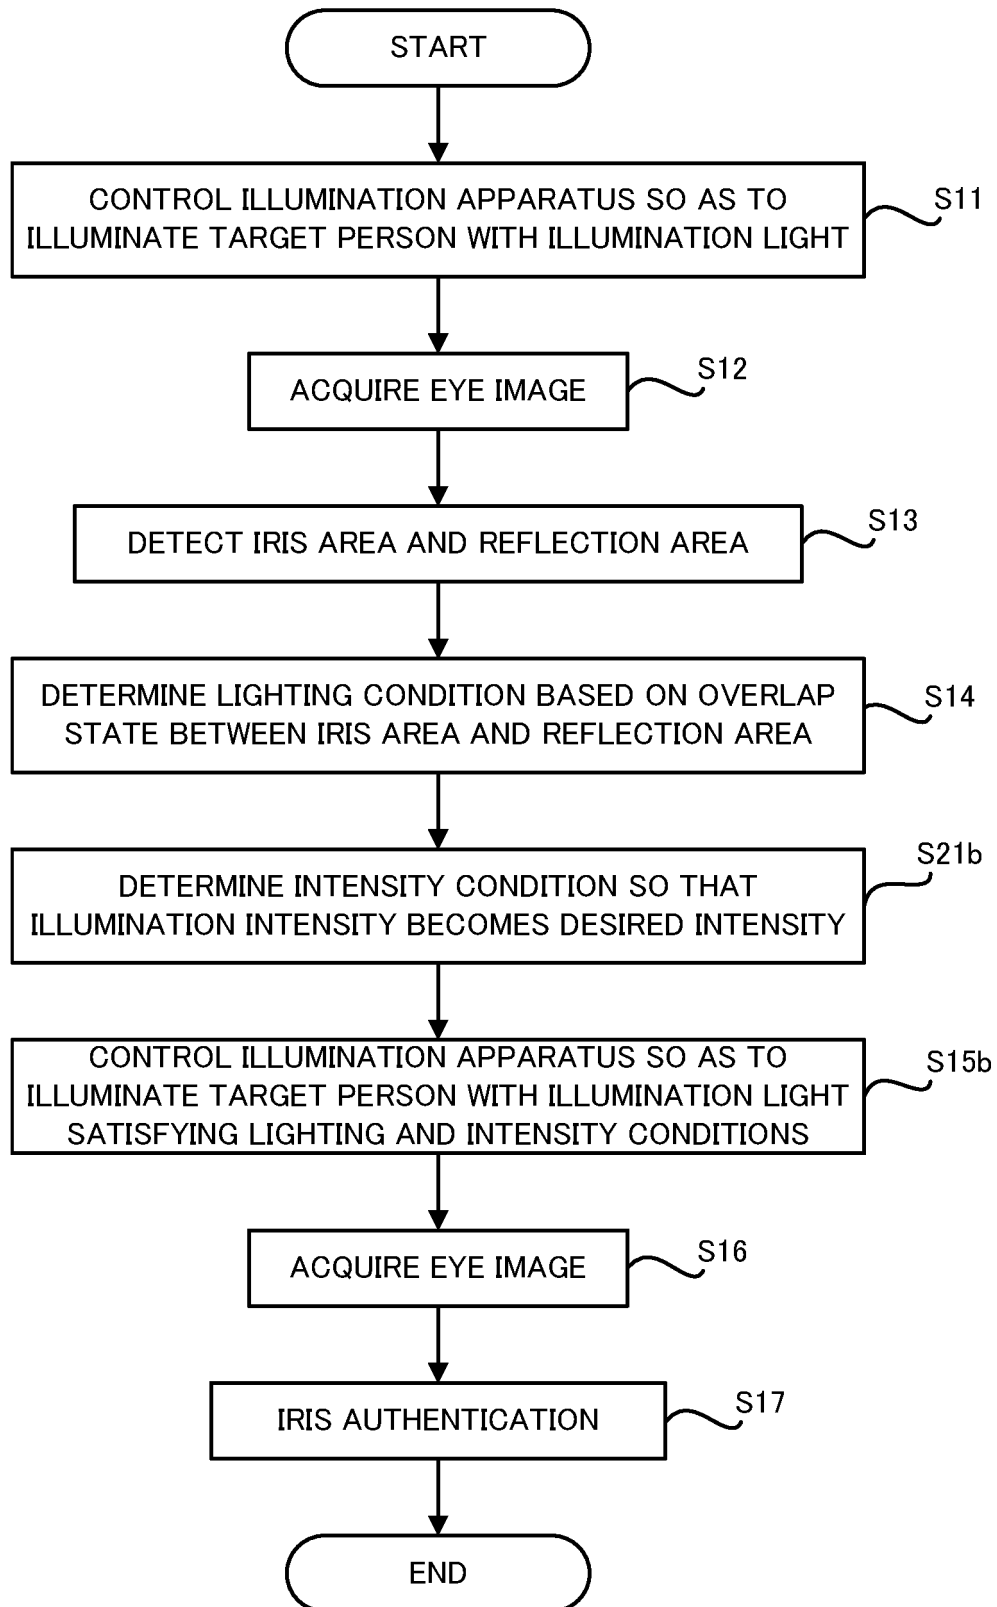 START
CONTROL ILLUMINATION APPARATUS SO AS TO
ILLUMINATE TARGET PERSON WITH ILLUMINATION LIGHT
S11
ACQUIRE EYE IMAGE
S12
DETECT IRIS AREA AND REFLECTION AREA
S13
DETERMINE LIGHTING CONDITION BASED ON OVERLAP
STATE BETWEEN IRIS AREA AND REFLECTION AREA
S14
DETERMINE INTENSITY CONDITION SO THAT
ILLUMINATION INTENSITY BECOMES DESIRED INTENSITY
S21b
CONTROL ILLUMINATION APPARATUS SO AS TO
ILLUMINATE TARGET PERSON WITH ILLUMINATION LIGHT
SATISFYING LIGHTING AND INTENSITY CONDITIONS
S15b
ACQUIRE EYE IMAGE
S16
IRIS AUTHENTICATION
S17
END